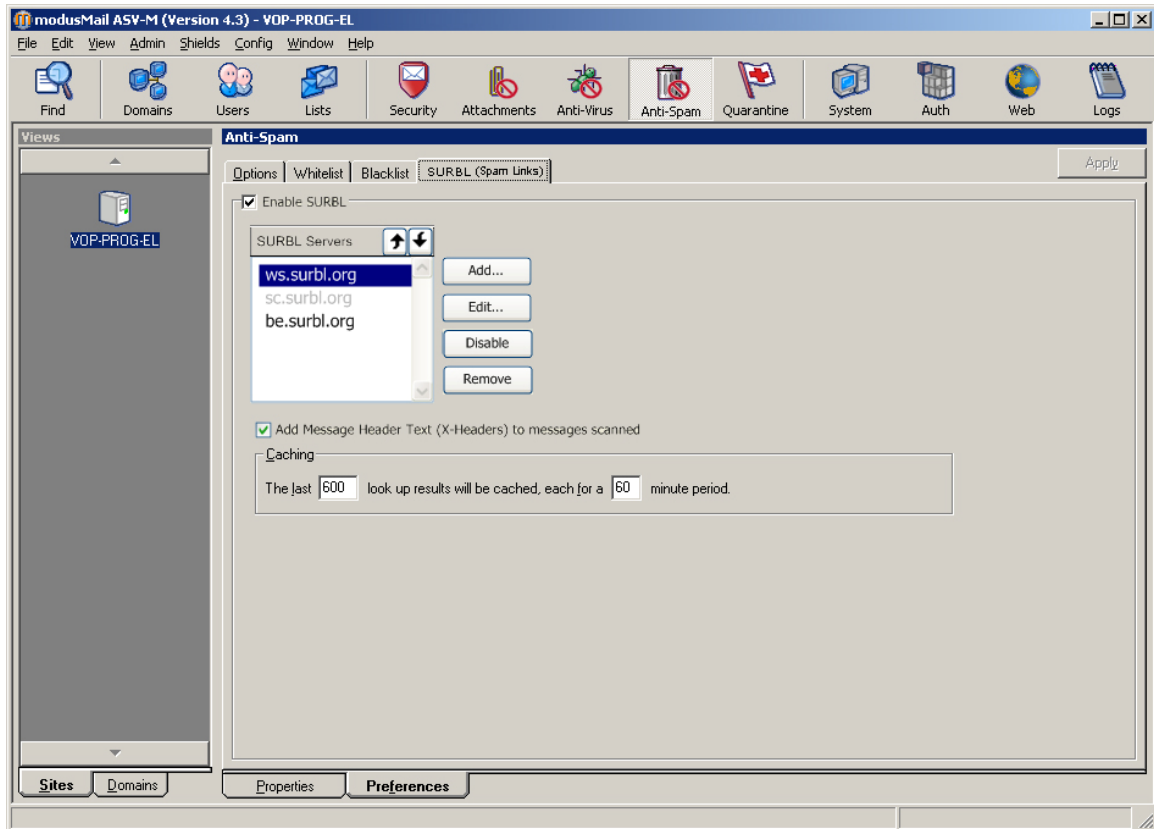 modusMail ASV-M (Version 4.3) - VOP-PROG-EL
File Edit View Admin Shields Config Window Help
Find Domains Users Lists Security Attachments Anti-Virus Anti-Spam Quarantine System Auth Web Logs
Views
Anti-Spam
Options Whitelist Blacklist SURBL (Spam Links)
Apply
Enable SURBL
VOP-PROG-EL
SURBL Servers
ws.surbl.org
sc.surbl.org
be.surbl.org
Add...
Edit...
Disable
Remove
Add Message Header Text (X-Headers) to messages scanned
Caching
The last 600 look up results will be cached, each for a 60 minute period.
Sites Domains
Properties Preferences